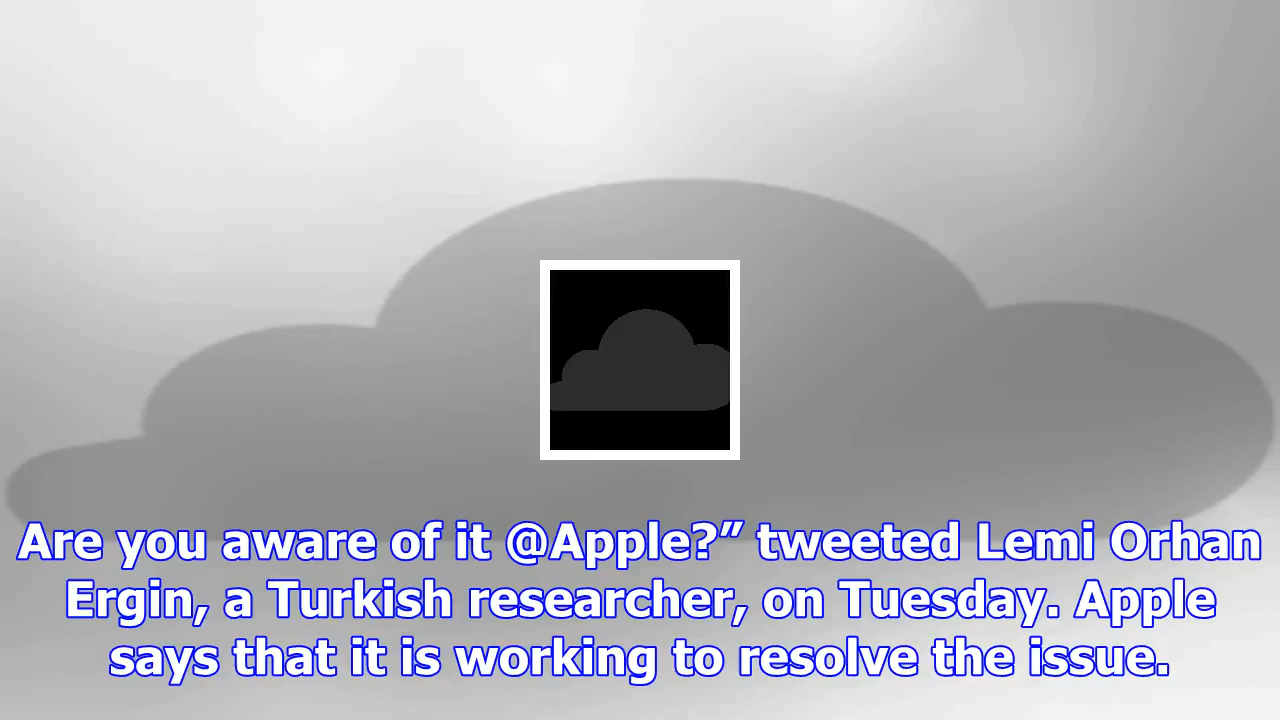 Are you aware of it @Apple?” tweeted Lemi Orhan
Ergin, a Turkish researcher, on Tuesday. Apple
says that it is working to resolve the issue.